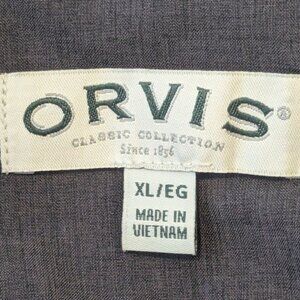 ORVIS®
CLASSIC COLLECTION
Since 1856
XL/EG
MADE IN
VIETNAM